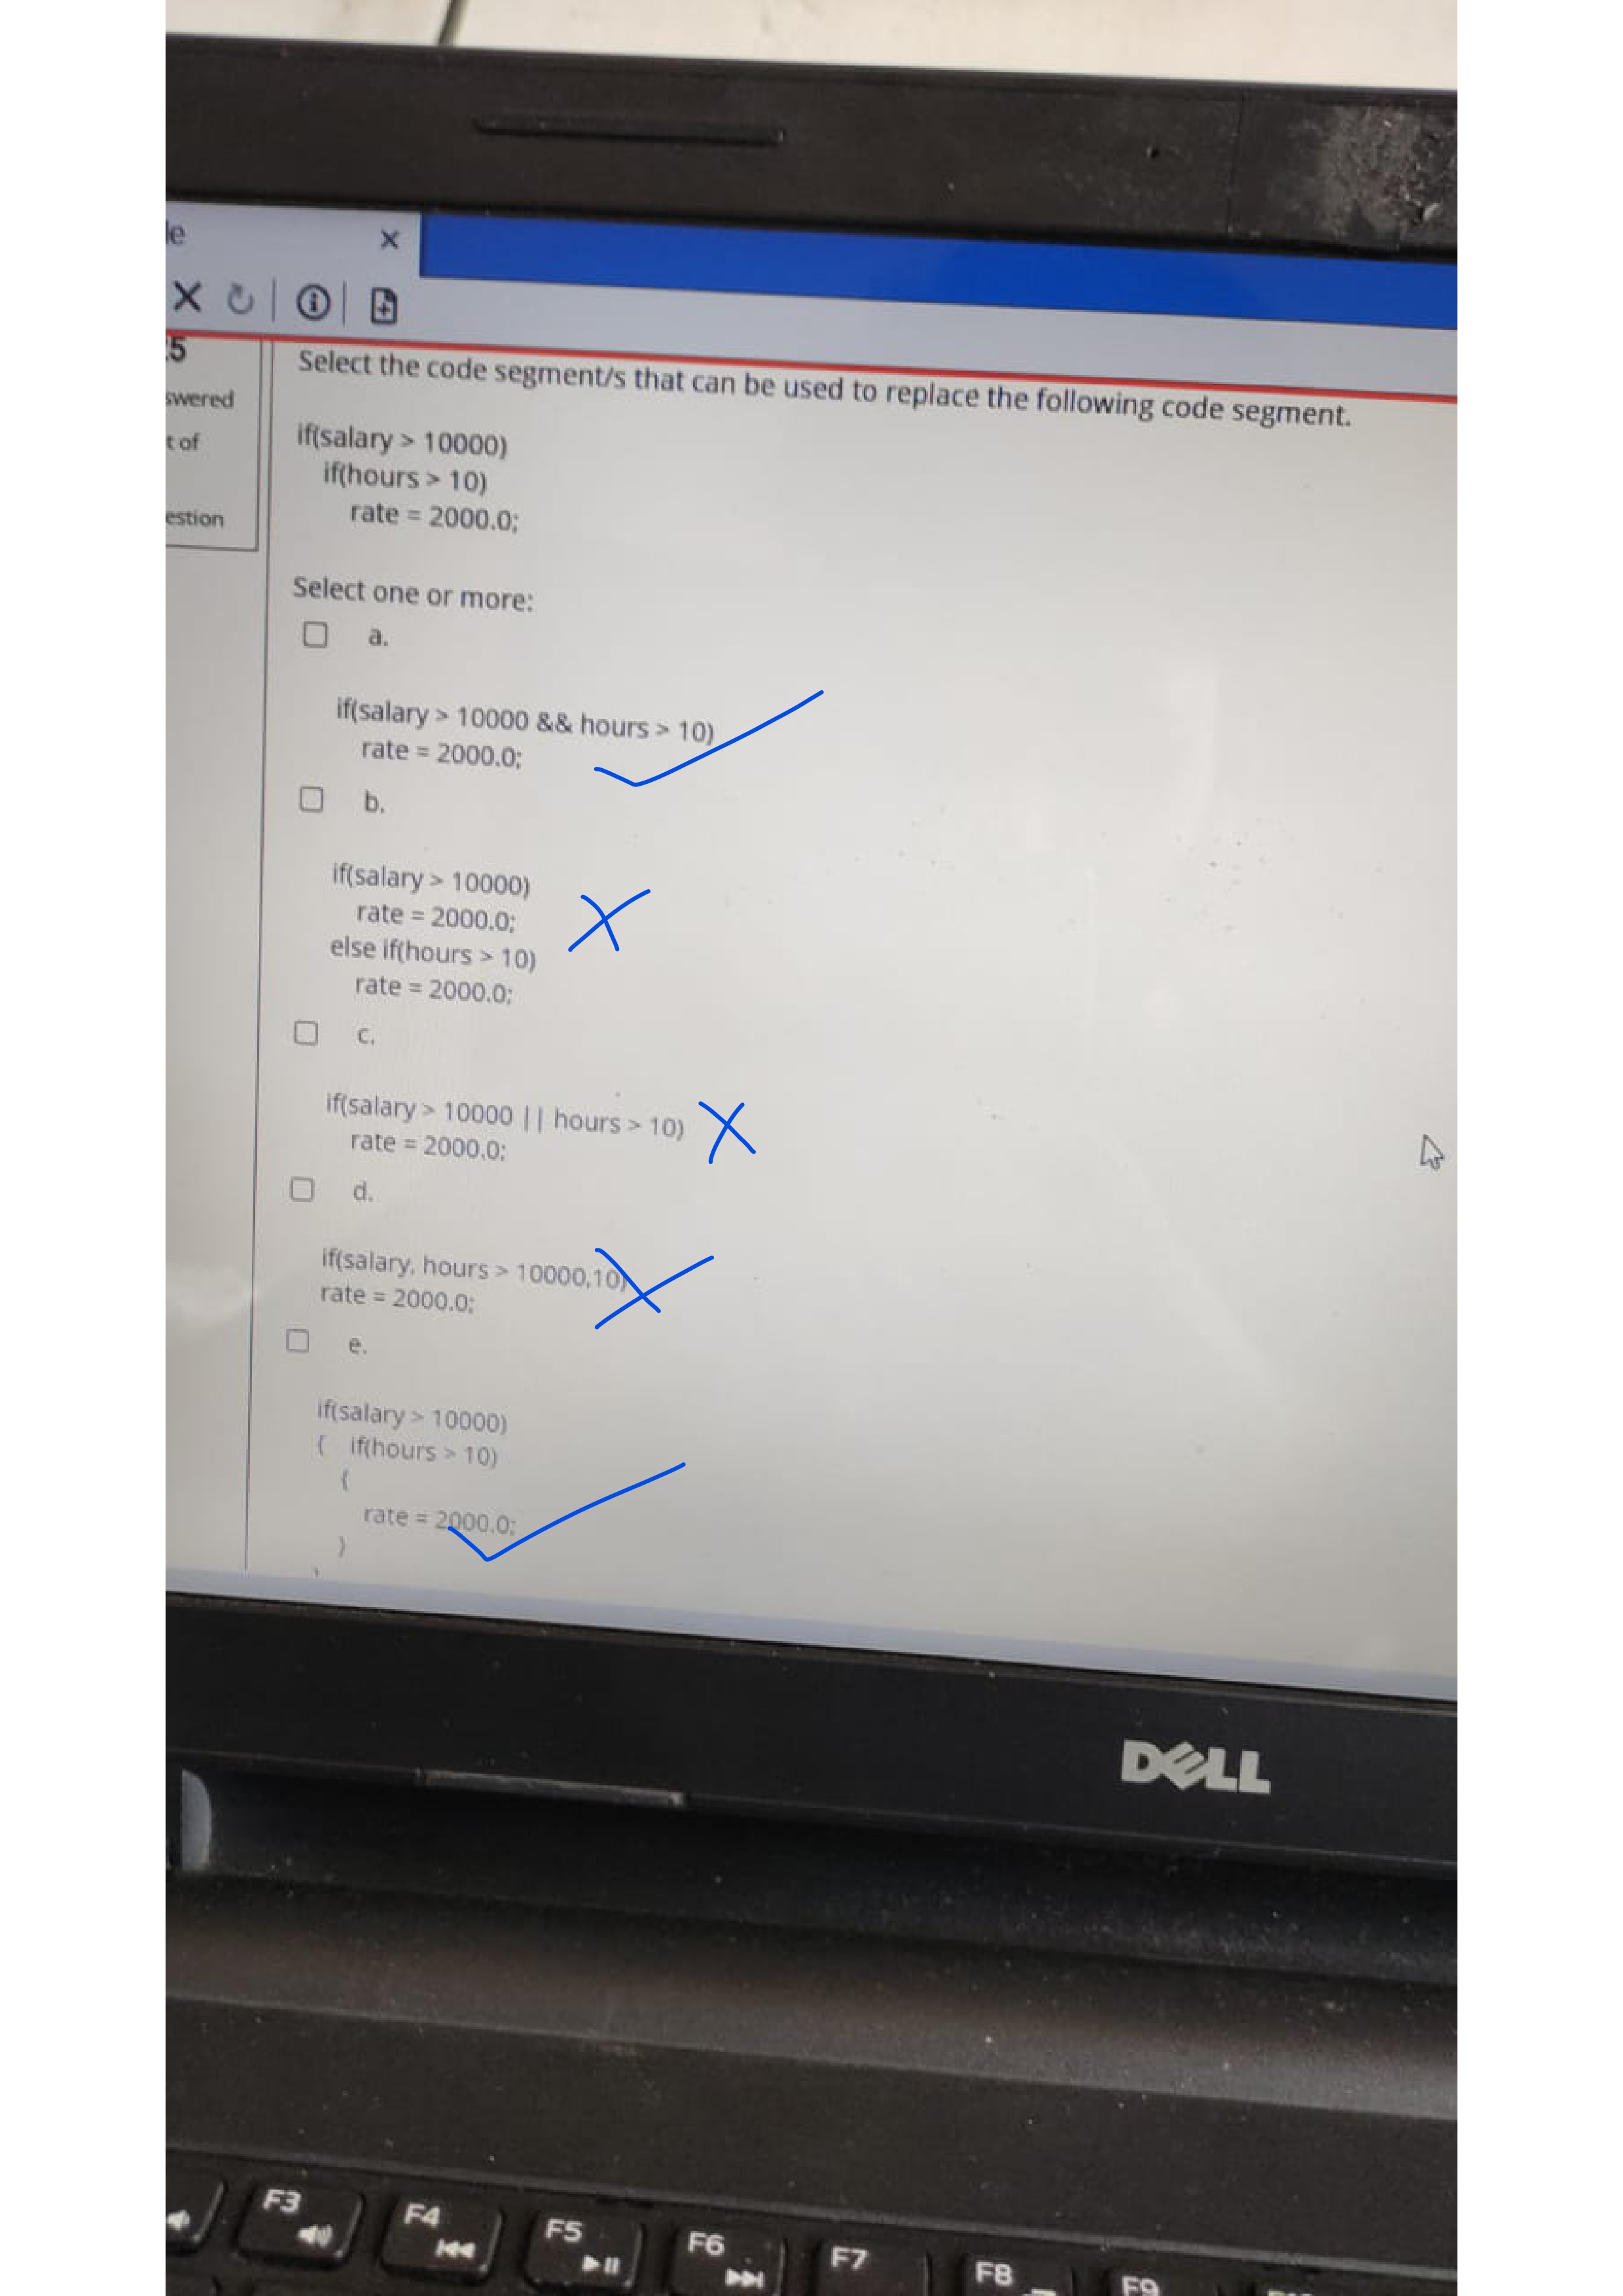 le
5
swered
t of
estion
Select the code segment/s that can be used to replace the following code segment.
if(salary > 10000)
if(hours > 10)
rate = 2000.0;
Select one or more:
a.
if(salary > 10000 && hours > 10)
rate = 2000.0;
b.
if(salary > 10000)
rate = 2000.0;
else if(hours > 10)
rate = 2000.0;
c.
if(salary > 10000 || hours > 10)
rate = 2000.0;
d.
if(salary, hours > 10000,10)
rate = 2000.0;
e.
if(salary > 10000)
{ if(hours > 10)
{
rate = 2000.0;
}
DELL
F3
F4
F5
F6
F7
F8
F9